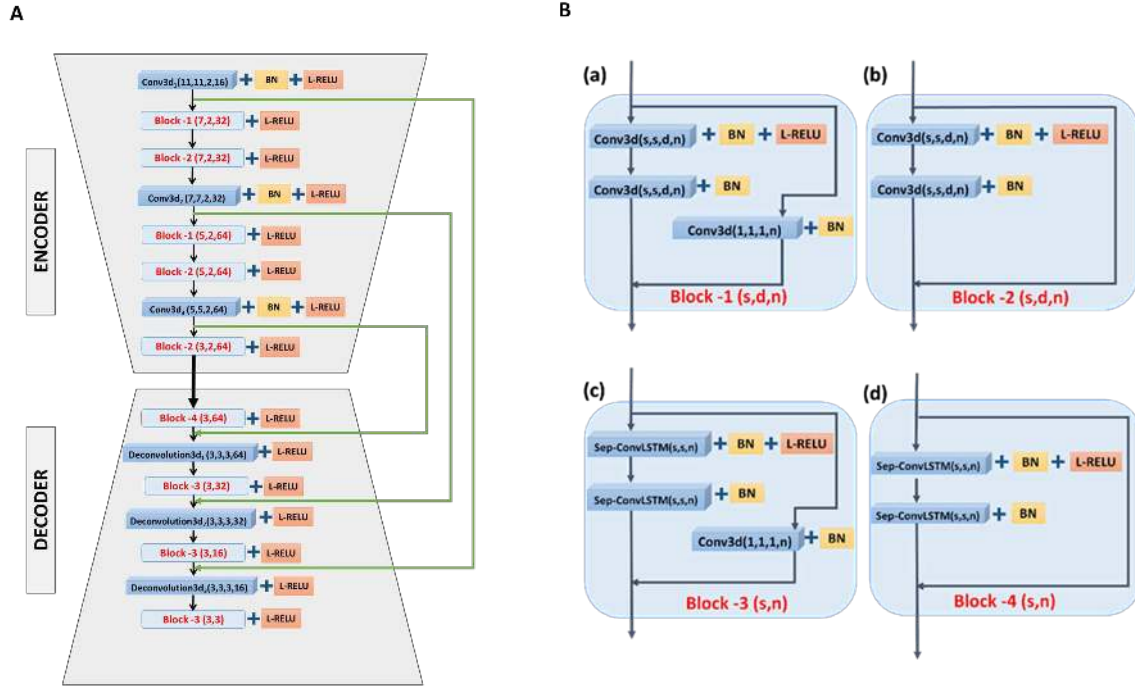 A
Conv3d₂(11,11,2,16) + BN + L-RELU
Block -1 (7,2,32) + L-RELU
Block -2 (7,2,32) + L-RELU
Conv3d (7,7,2,32) + BN + L-RELU
Block -1 (5,2,64) + L-RELU
Block -2 (5,2,64) + L-RELU
Conv3d (5,5,2,64) + BN + L-RELU
Block -2 (3,2,64) + L-RELU
ENCODER
Block -4 (3,64) + L-RELU
Deconvolution3d (3,3,3,64) + L-RELU
Block -3 (3,32) + L-RELU
Deconvolution3d (3,3,3,32) + L-RELU
Block -3 (3,16) + L-RELU
Deconvolution3d (3,3,3,16) + L-RELU
Block -3 (3,3) + L-RELU
DECODER
B
(a)
Conv3d(s,s,d,n) + BN + L-RELU
Conv3d(s,s,d,n) + BN
Conv3d(1,1,1,n) + BN
Block -1 (s,d,n)
(b)
Conv3d(s,s,d,n) + BN + L-RELU
Conv3d(s,s,d,n) + BN
Block -2 (s,d,n)
(c)
Sep-ConvLSTM(s,s,n) + BN + L-RELU
Sep-ConvLSTM(s,s,n) + BN
Conv3d(1,1,1,n) + BN
Block -3 (s,n)
(d)
Sep-ConvLSTM(s,s,n) + BN + L-RELU
Sep-ConvLSTM(s,s,n) + BN
Block -4 (s,n)